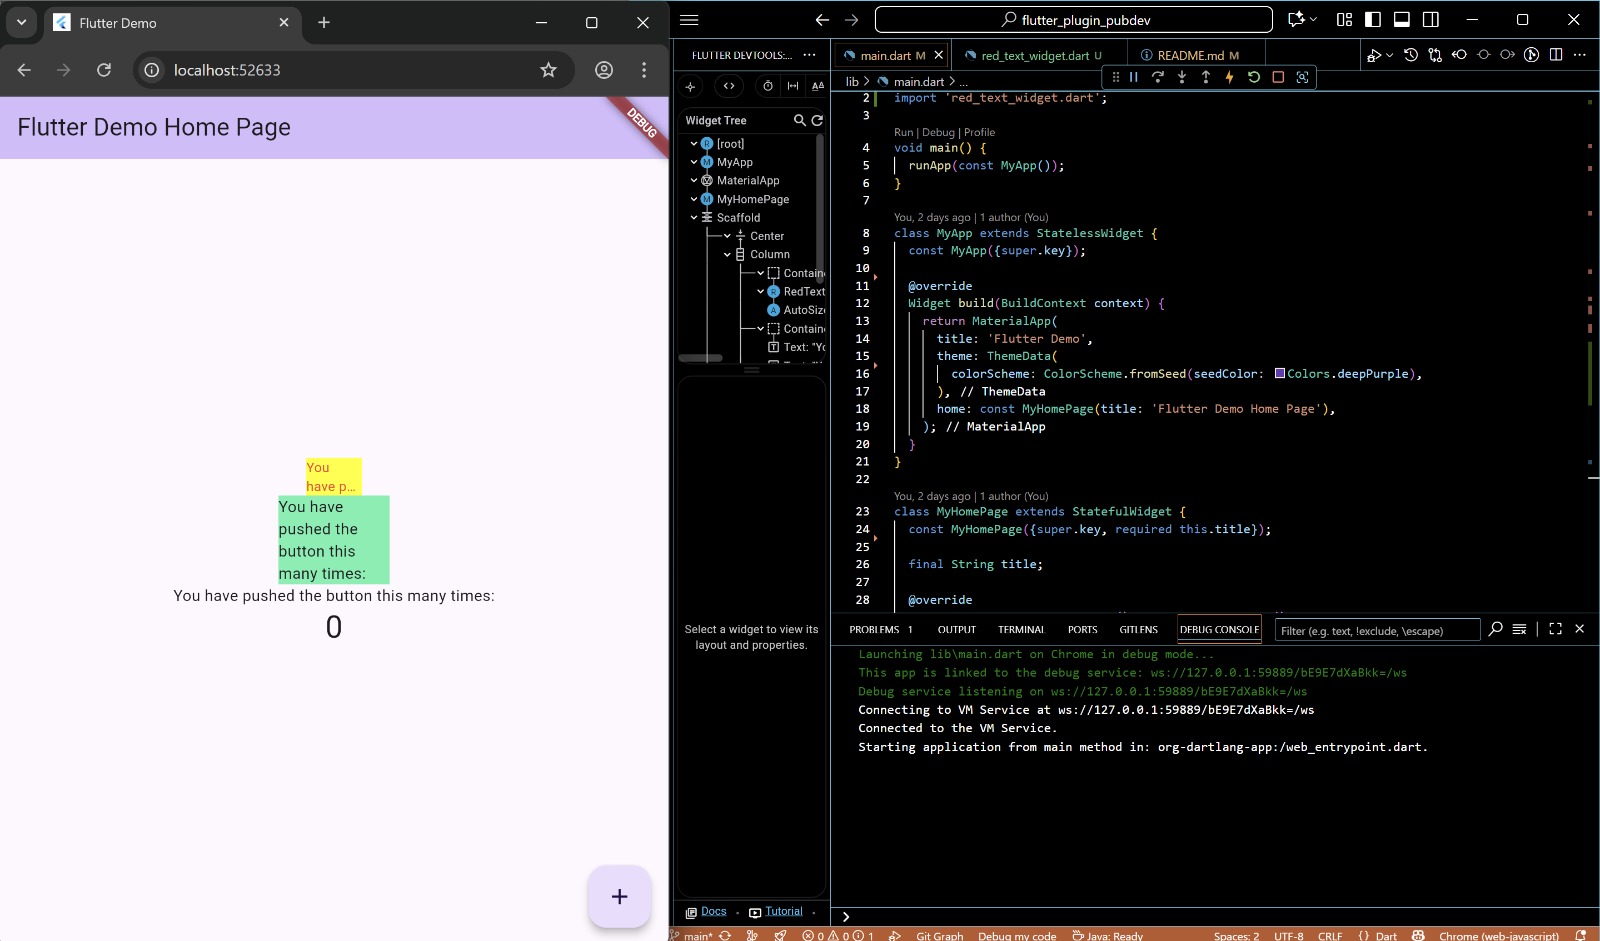 Flutter Demo
localhost:52633
Flutter Demo Home Page
DEBUG
You
have p...
You have
pushed the
button this
many times:
You have pushed the button this many times:
0
+
flutter_plugin_pubdev
FLUTTER DEVTOOLS:...
Widget Tree
[root]
MyApp
MaterialApp
MyHomePage
Scaffold
Center
Column
Contain
RedText
AutoSize
Contain
Text: "Yo
Select a widget to view its
layout and properties.
Docs
Tutorial
main.dart M
red_text_widget.dart U
README.md M
lib > main.dart > ...
2 import 'red_text_widget.dart';
3
Run | Debug | Profile
4 void main() {
5 runApp(const MyApp());
6 }
7
You, 2 days ago | 1 author (You)
8 class MyApp extends StatelessWidget {
9 const MyApp({super.key});
10
11 @override
12 Widget build(BuildContext context) {
13 return MaterialApp(
14 title: 'Flutter Demo',
15 theme: ThemeData(
16 colorScheme: ColorScheme.fromSeed(seedColor: Colors.deepPurple),
17 ), // ThemeData
18 home: const MyHomePage(title: 'Flutter Demo Home Page'),
19 ); // MaterialApp
20 }
21 }
22
You, 2 days ago | 1 author (You)
23 class MyHomePage extends StatefulWidget {
24 const MyHomePage({super.key, required this.title});
25
26 final String title;
27
28 @override
PROBLEMS 1 OUTPUT TERMINAL PORTS GITLENS DEBUG CONSOLE Filter (e.g. text, !exclude, \escape)
Launching lib\main.dart on Chrome in debug mode...
This app is linked to the debug service: ws://127.0.0.1:59889/bE9E7dXaBkk=/ws
Debug service listening on ws://127.0.0.1:59889/bE9E7dXaBkk=/ws
Connecting to VM Service at ws://127.0.0.1:59889/bE9E7dXaBkk=/ws
Connected to the VM Service.
Starting application from main method in: org-dartlang-app:/web_entrypoint.dart.
main* 0 0 1 Git Graph Debug my code Java: Ready Spaces: 2 UTF-8 CRLF {} Dart Chrome (web-javascript)